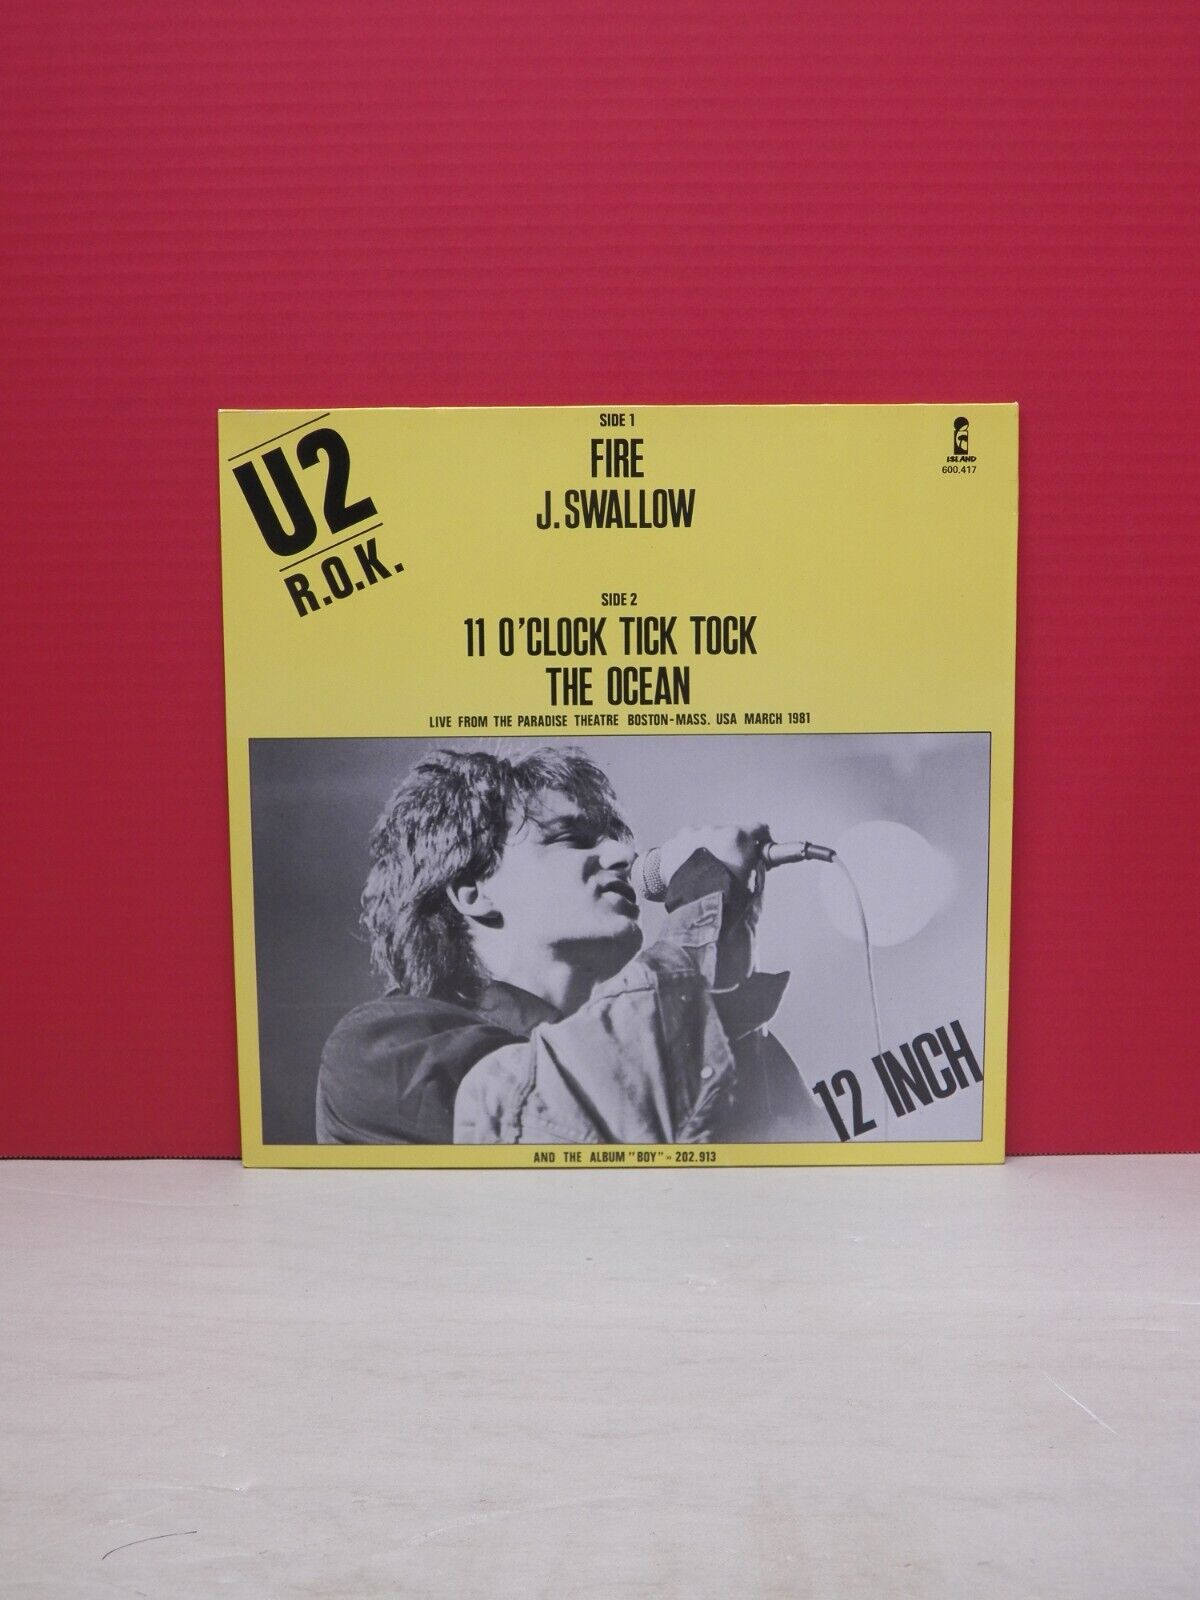 U2
R.O.K.
SIDE 1
FIRE
J. SWALLOW
ISLAND
600.417
SIDE 2
11 O'CLOCK TICK TOCK
THE OCEAN
LIVE FROM THE PARADISE THEATRE BOSTON-MASS. USA MARCH 1981
12 INCH
AND THE ALBUM "BOY" » 202.913